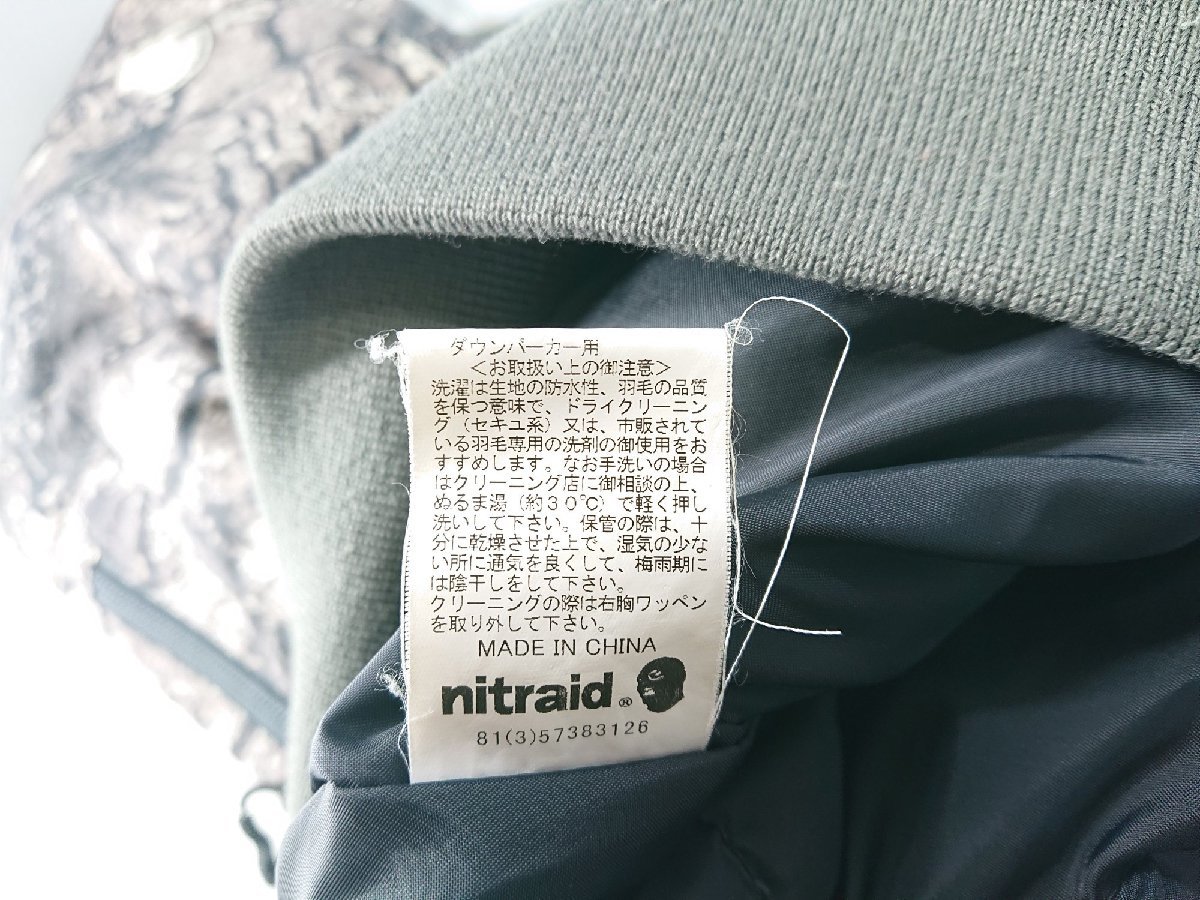 ダウンパーカー用
<お取扱い上の御注意>
洗濯は生地の防水性、羽毛の品質
を保つ意味で、ドライクリーニン
グ(セキユ系)又は、市販されて
いる羽毛専用の洗剤の御使用をお
すすめします。なお手洗いの場合
はクリーニング店に御相談の上、
ぬるま湯(約30℃)で軽く押し
洗いして下さい。保管の際は、十
分に乾燥させた上で、湿気の少な
い所に通気を良くして、梅雨期に
は陰干しをして下さい。
クリーニングの際は右胸ワッペン
を取り外して下さい。
MADE IN CHINA
nitraid®
81(3)57383126